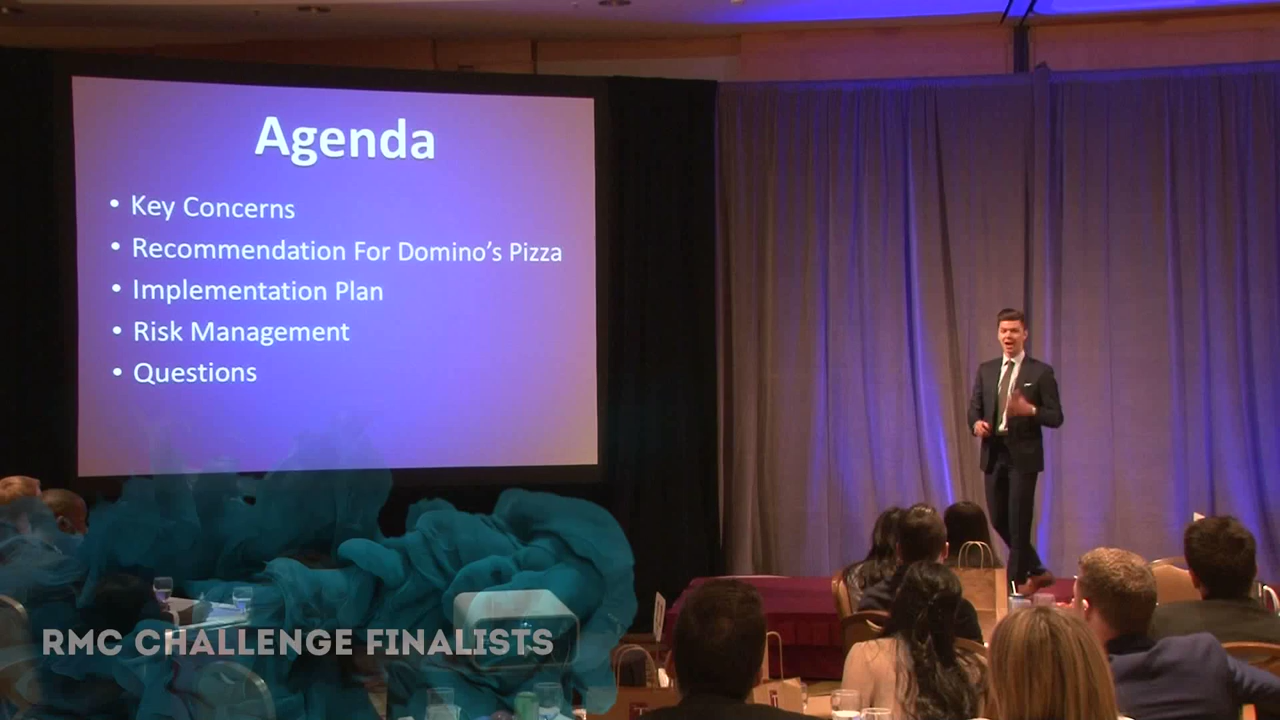 Agenda
• Key Concerns
• Recommendation For Domino's Pizza
• Implementation Plan
• Risk Management
• Questions
RMC CHALLENGE FINALISTS